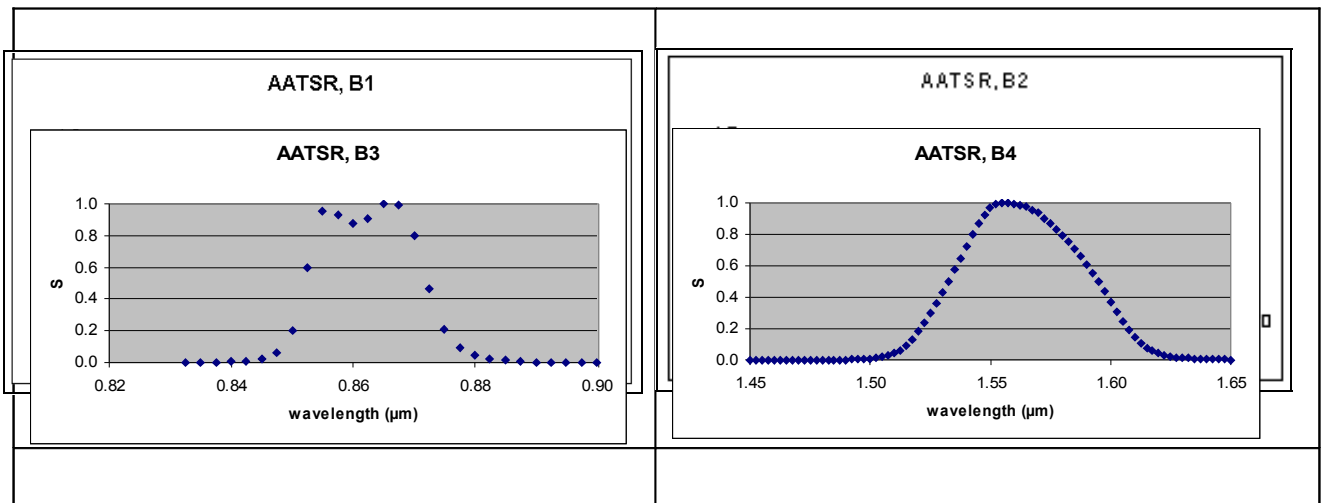 AATSR, B1
AATSR, B3
1.0
0.8
0.6
0.4
0.2
0.0
S
0.82 0.84 0.86 0.88 0.90
wavelength (μm)
AATSR, B2
AATSR, B4
1.0
0.8
0.6
0.4
0.2
0.0
S
1.45 1.50 1.55 1.60 1.65
wavelength (μm)